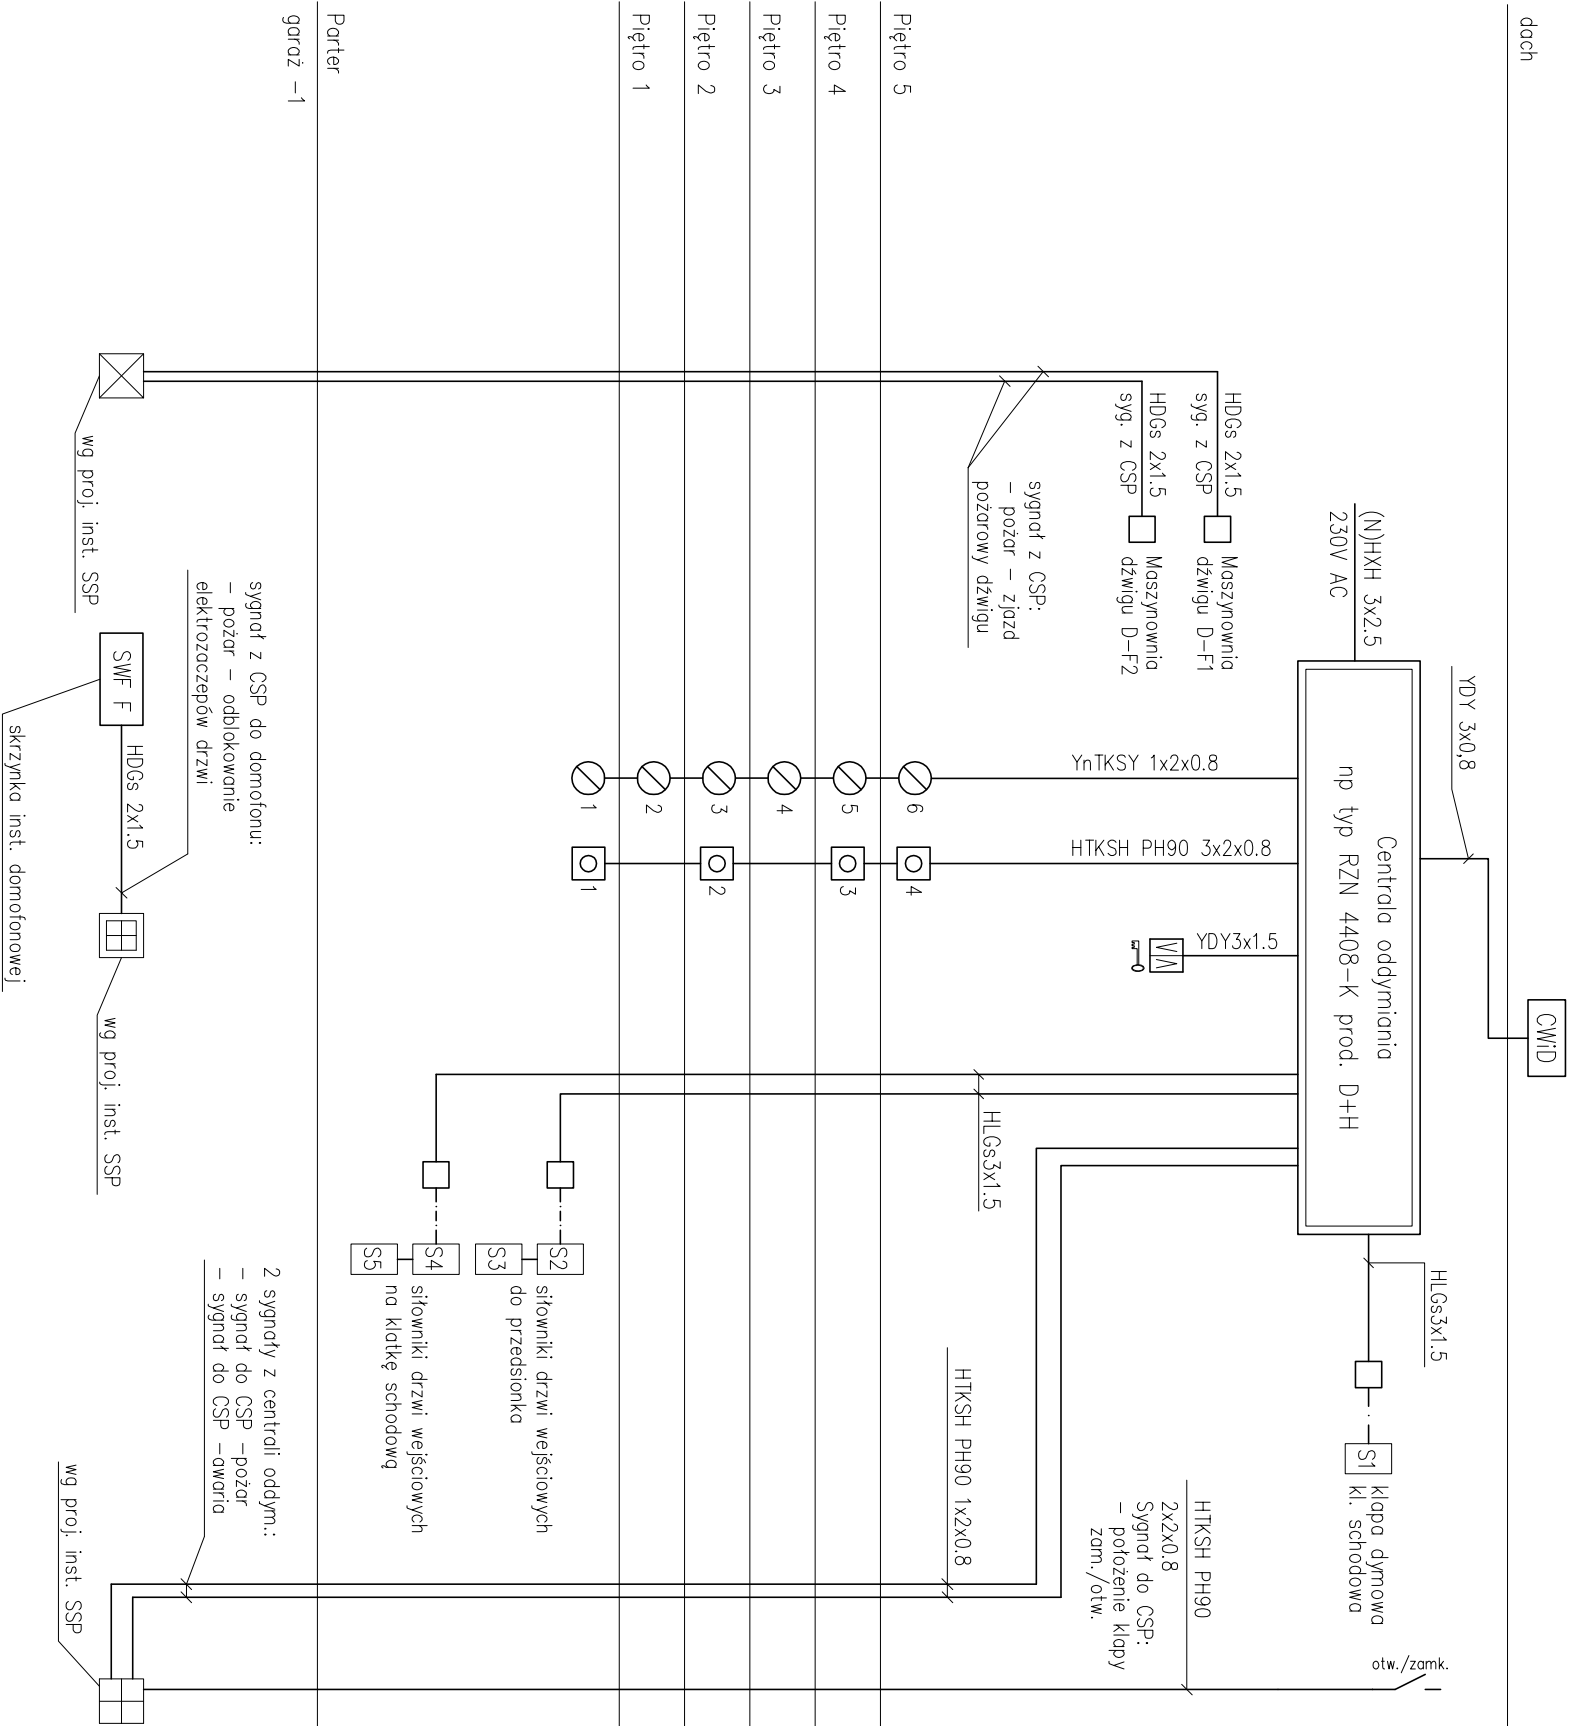 dach
Piętro 5
Piętro 4
Piętro 3
Piętro 2
Piętro 1
Parter
garaż -1
CWiD
YDY 3x0,8
(N)HXH 3x2.5
230V AC
Centrala oddymiania
np typ RZN 4408-K prod. D+H
HLGs3x1.5
S1
klapa dymowa
kl. schodowa
otw./zamk.
HDGs 2x1.5
syg. z CSP
Maszynownia
dźwigu D-F1
HDGs 2x1.5
syg. z CSP
Maszynownia
dźwigu D-F2
sygnał z CSP:
- pożar - zjazd
pożarowy dźwigu
YnTKSY 1x2x0.8
HTKSH PH90 3x2x0.8
YDY3x1.5
HLGs3x1.5
HTKSH PH90 1x2x0.8
HTKSH PH90
2x2x0.8
Sygnał do CSP:
- położenie klapy
zam./otw.
6
5
4
3
2
1
4
3
2
1
S2
S3
siłowniki drzwi wejściowych
do przedsionka
S4
S5
siłowniki drzwi wejściowych
na klatkę schodową
sygnał z CSP do domofonu:
- pożar - odblokowanie
elektrozaczepów drzwi
2 sygnały z centrali oddym.:
- sygnał do CSP -pożar
- sygnał do CSP -awaria
wg proj. inst. SSP
SWF F
HDGs 2x1.5
wg proj. inst. SSP
skrzynka inst. domofonowej
wg proj. inst. SSP